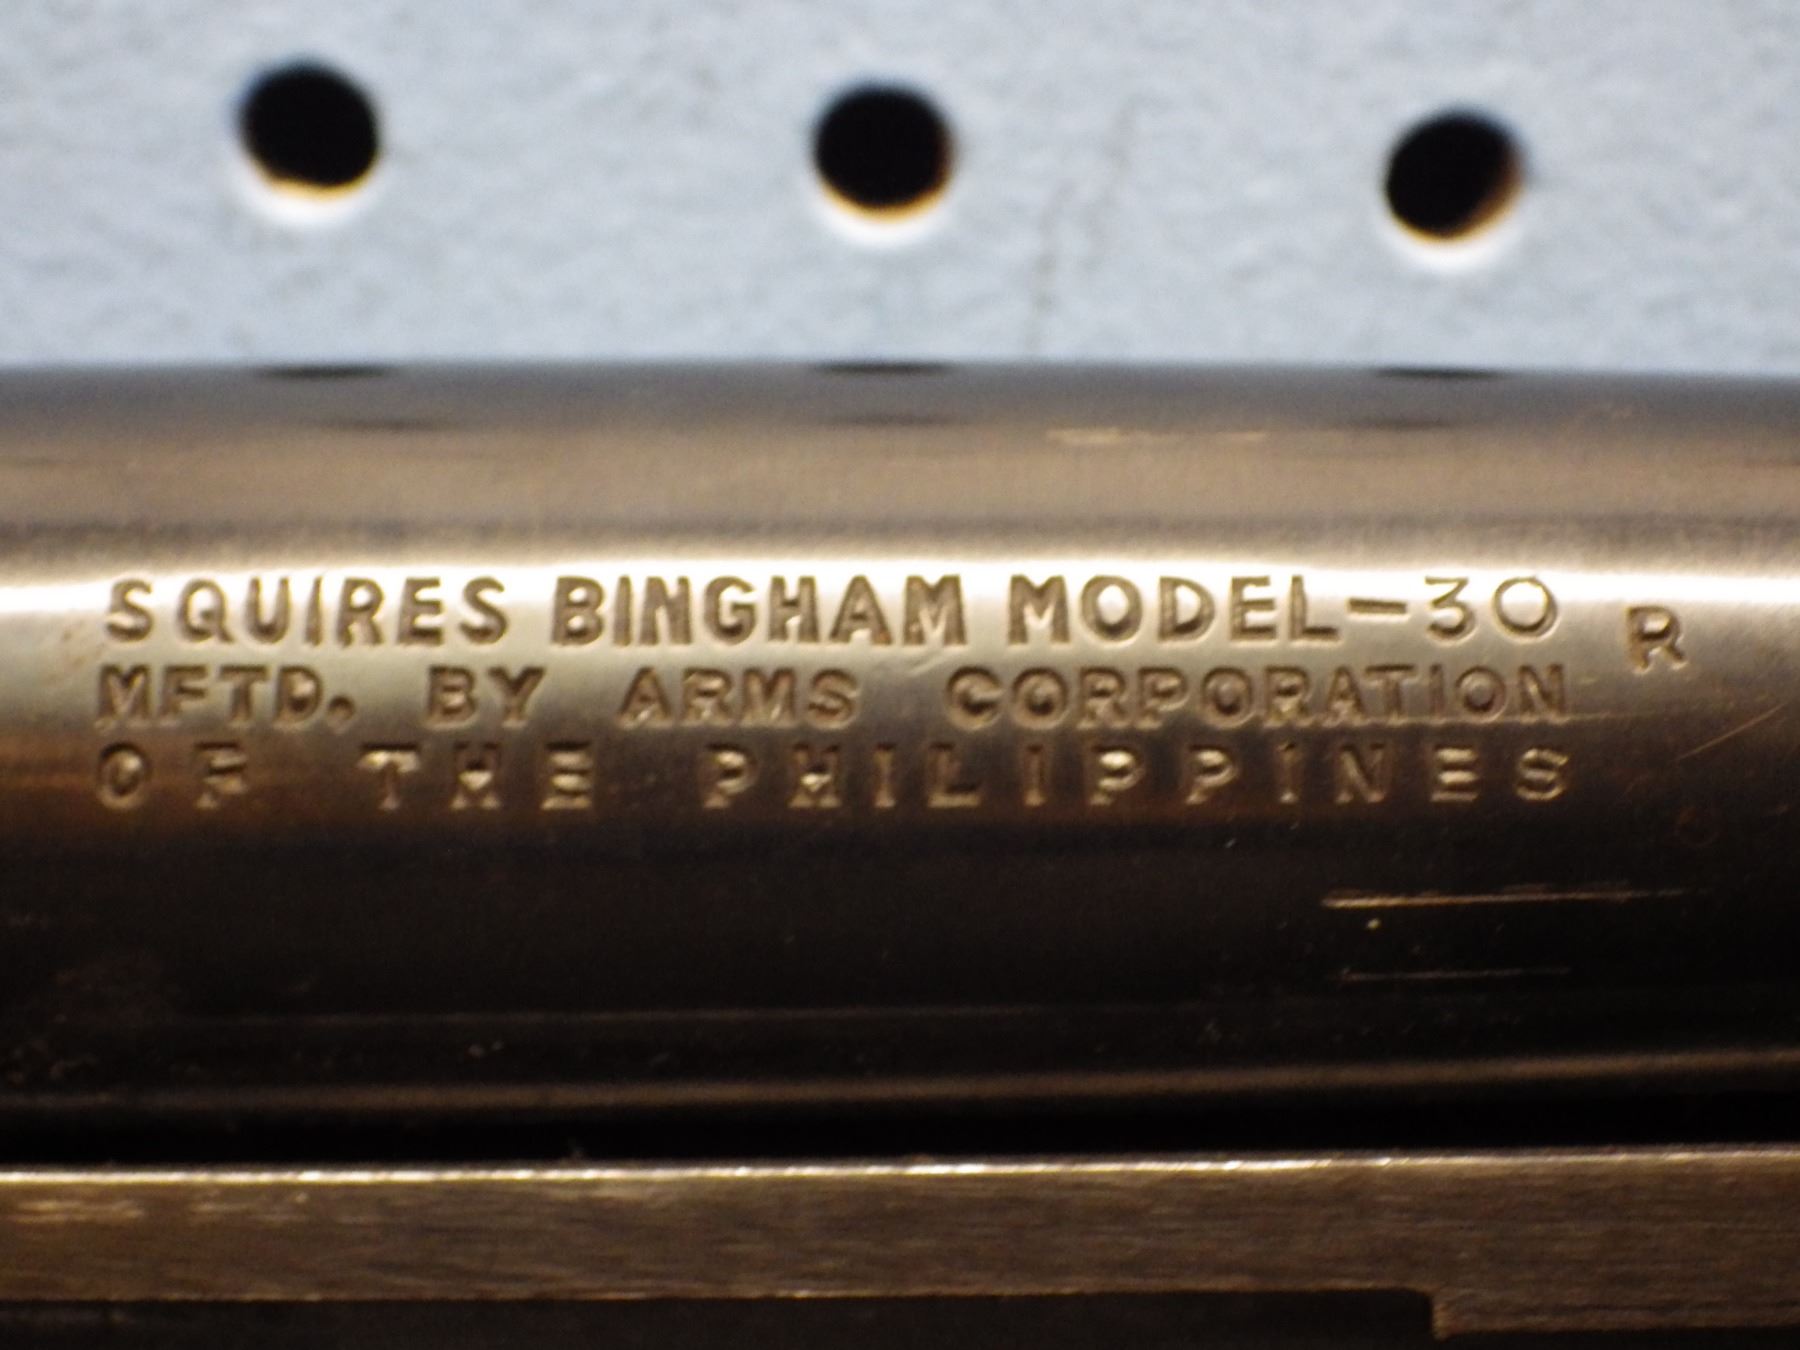 SQUIRES BINGHAM MODEL-30 R
MFTD. BY ARMS CORPORATION
OF THE PHILIPPINES